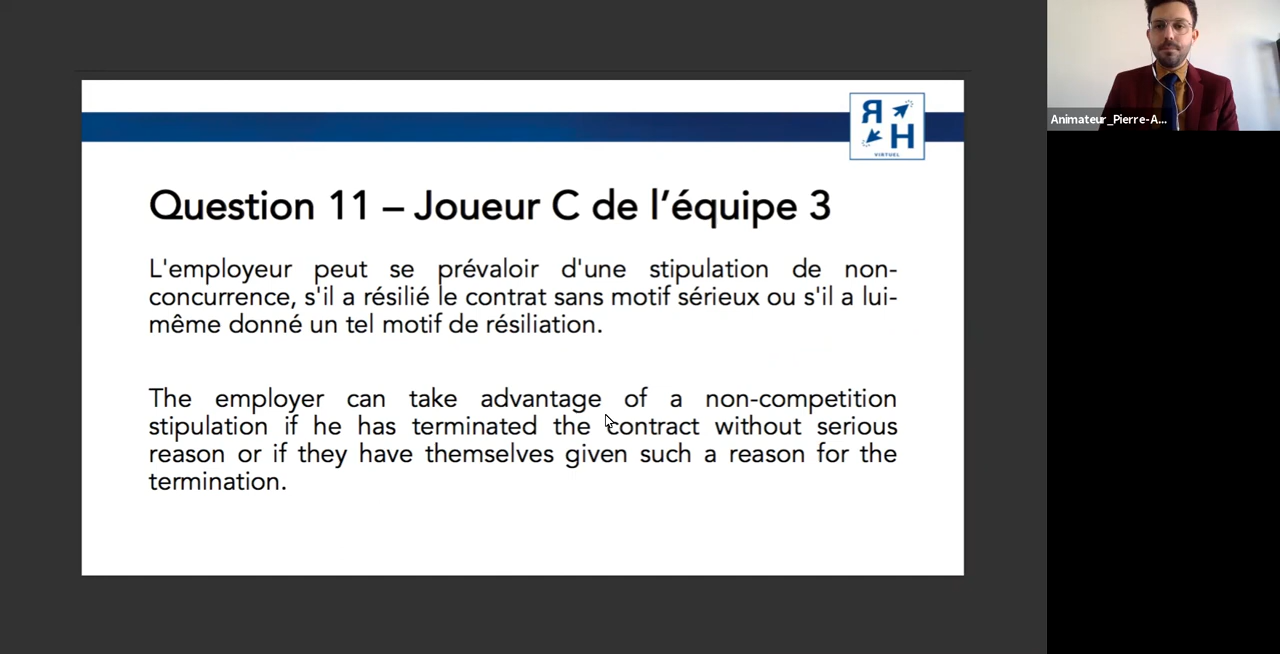 R
H
VIRTUEL
Animateur_Pierre-A...
Question 11 – Joueur C de l’équipe 3
L'employeur peut se prévaloir d'une stipulation de non-
concurrence, s'il a résilié le contrat sans motif sérieux ou s'il a lui-
même donné un tel motif de résiliation.
The employer can take advantage of a non-competition
stipulation if he has terminated the contract without serious
reason or if they have themselves given such a reason for the
termination.